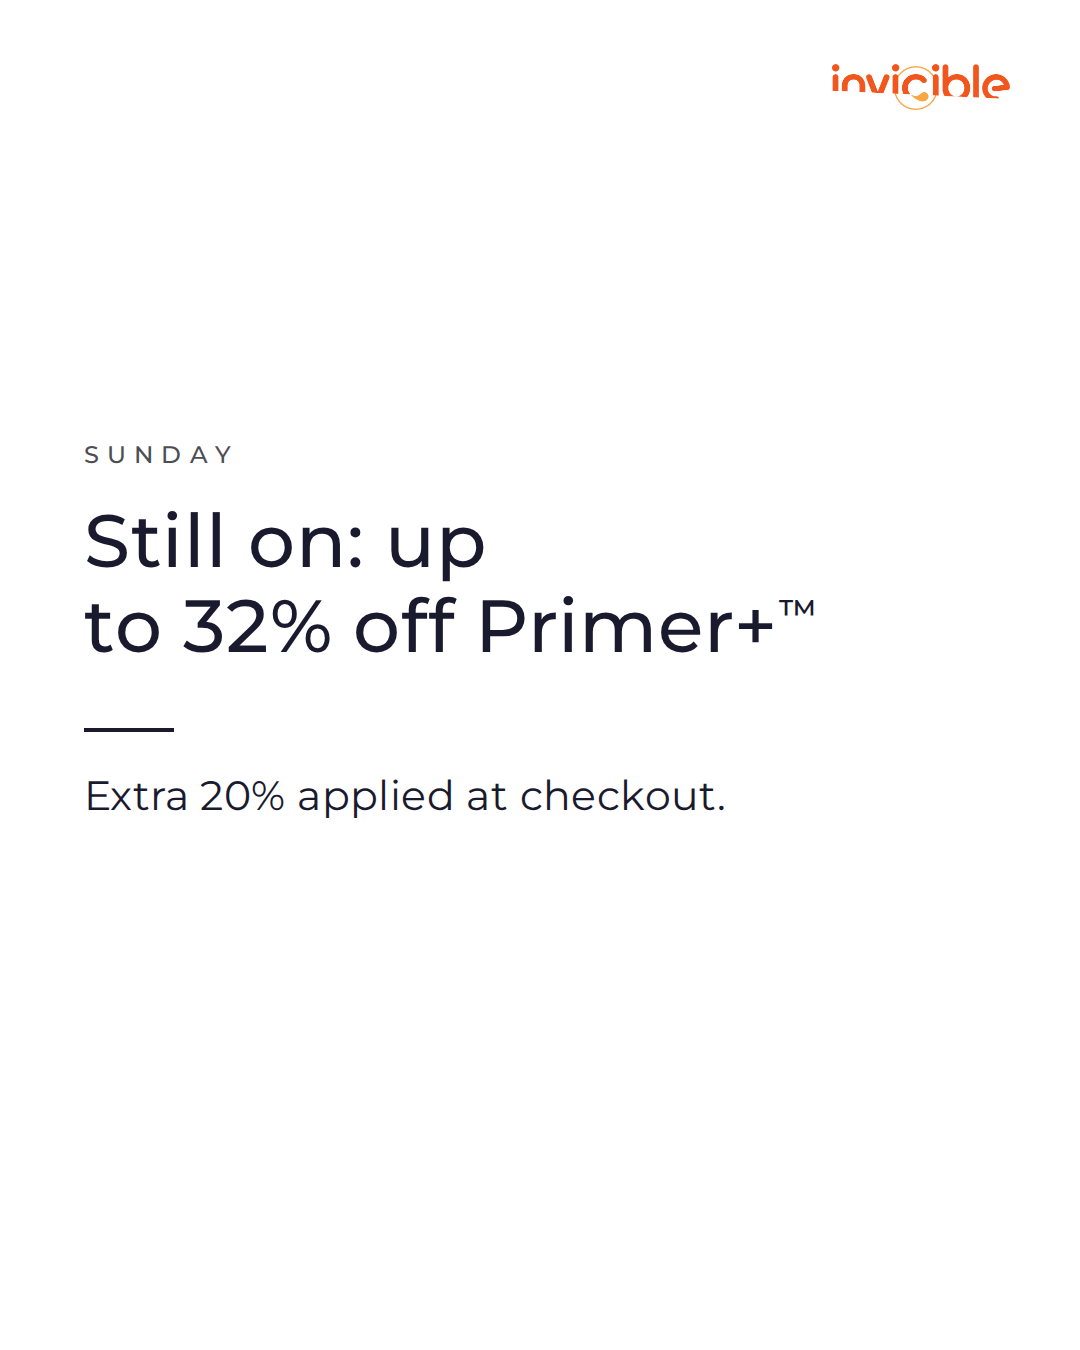 invicible
SUNDAY
Still on: up
to 32% off Primer+™
Extra 20% applied at checkout.